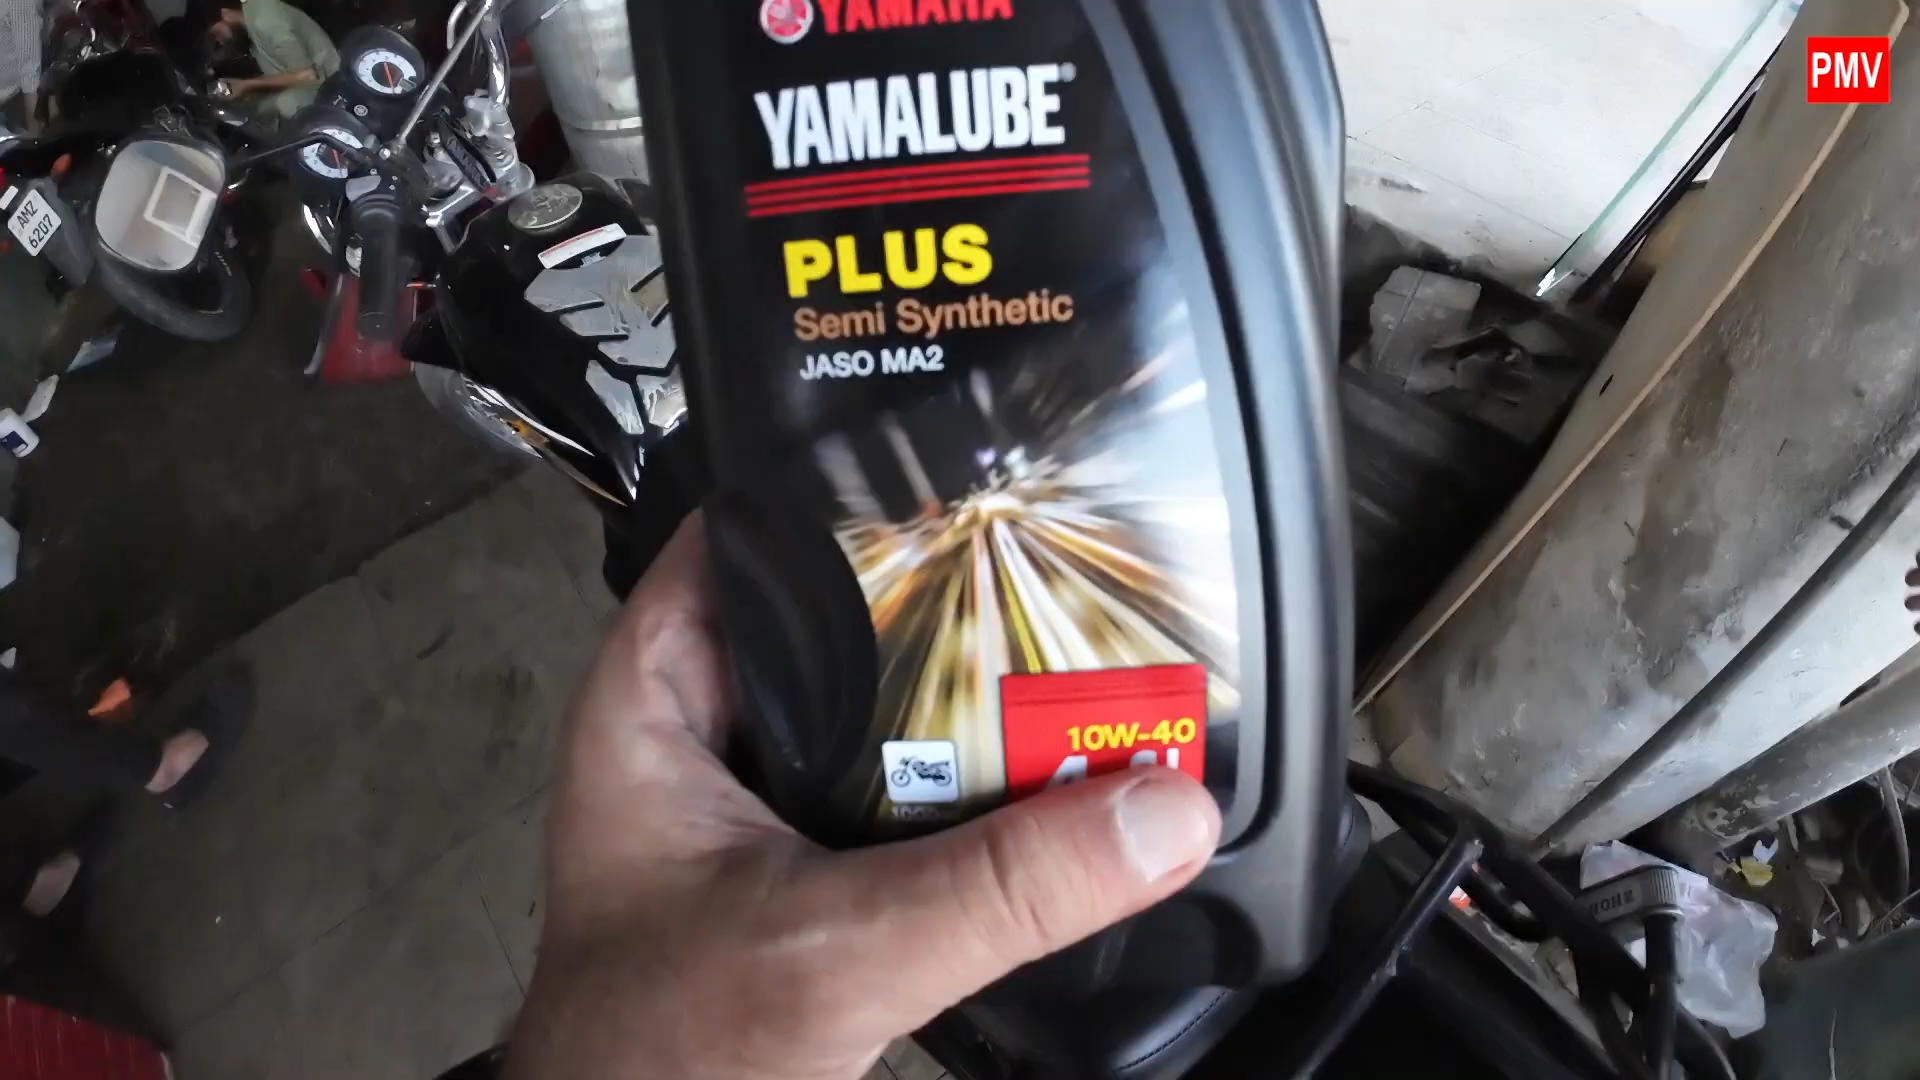 YAMAHA
PMV
YAMALUBE®
PLUS
Semi Synthetic
JASO MA2
AMZ
6207
10W-40